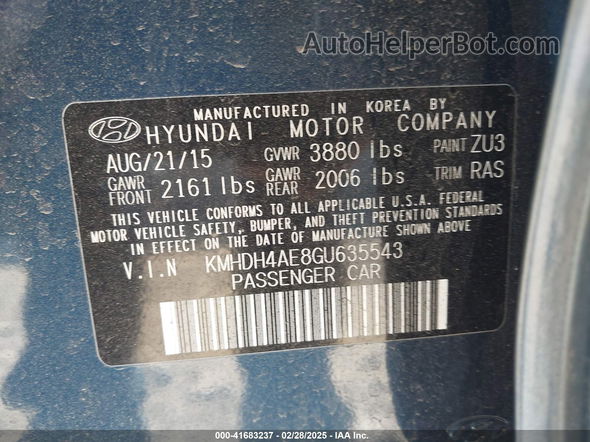 AutoHelperBot.com
MANUFACTURED IN KOREA BY
HYUNDAI MOTOR COMPANY
AUG/21/15 GVWR 3880 lbs PAINT ZU3
GAWR FRONT 2161 lbs GAWR REAR 2006 lbs TRIM RAS
THIS VEHICLE CONFORMS TO ALL APPLICABLE U.S.A. FEDERAL
MOTOR VEHICLE SAFETY, BUMPER, AND THEFT PREVENTION STANDARDS
IN EFFECT ON THE DATE OF MANUFACTURE SHOWN ABOVE.
V.I.N KMHDH4AE8GU635543
PASSENGER CAR
000-41683237 - 02/28/2025 - IAA Inc.